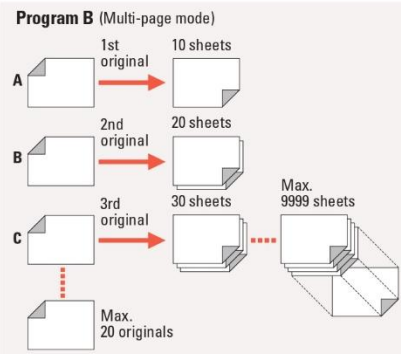 Program B (Multi-page mode)
1st
original
10 sheets
A
2nd
original
20 sheets
B
3rd
original
30 sheets
Max.
9999 sheets
C
Max.
20 originals